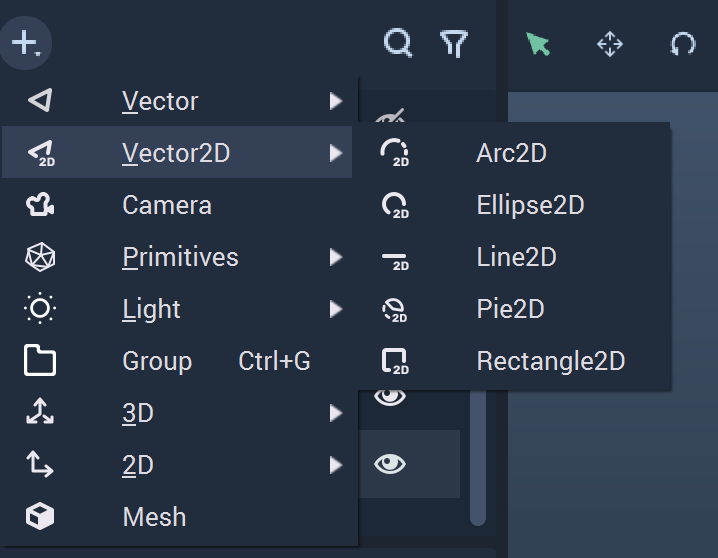 Vector
Vector2D
Camera
Primitives
Light
Group Ctrl+G
3D
2D
Mesh
2D Arc2D
2D Ellipse2D
2D Line2D
2D Pie2D
2D Rectangle2D